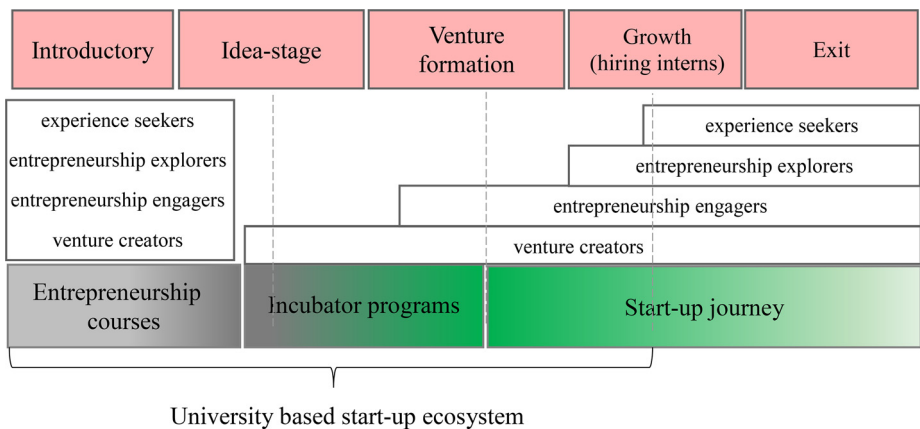 Introductory
Idea-stage
Venture
formation
Growth
(hiring interns)
Exit
experience seekers
entrepreneurship explorers
entrepreneurship engagers
venture creators
experience seekers
entrepreneurship explorers
entrepreneurship engagers
venture creators
Entrepreneurship
courses
Incubator programs
Start-up journey
University based start-up ecosystem